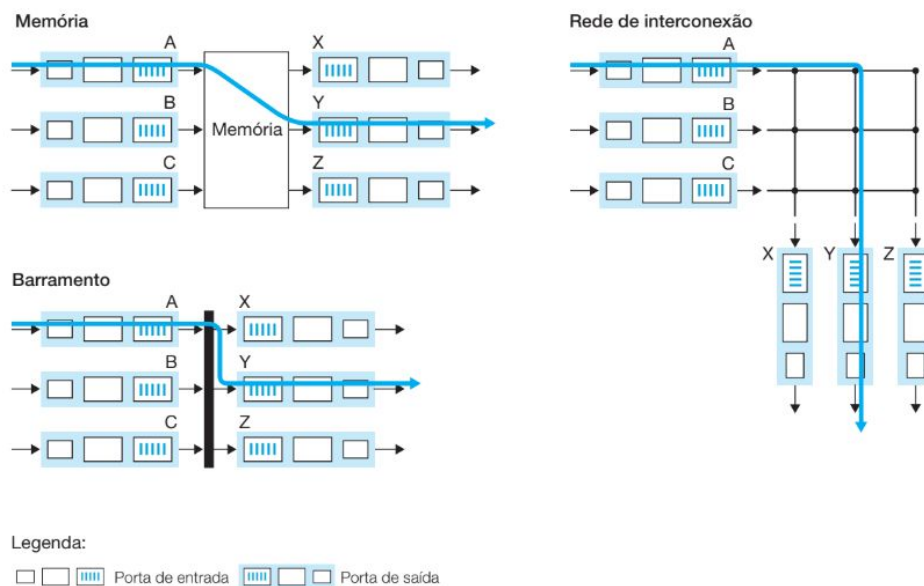 Memória
A
B
C
Memória
X
Y
Z
Rede de interconexão
A
B
C
X
Y
Z
Barramento
A
B
C
X
Y
Z
Legenda:
Porta de entrada
Porta de saída